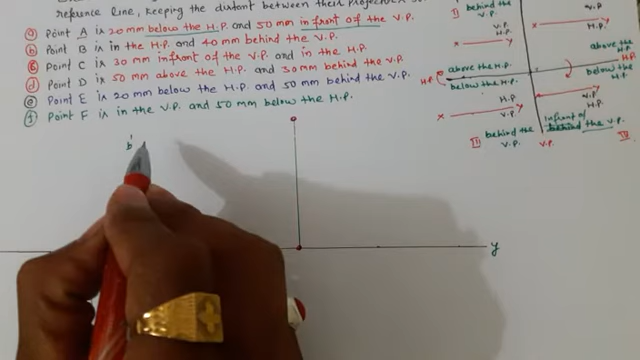 reference line, keeping the distant between their projectors
ⓐ Point A is 20 mm below the H.P and 50 mm infront of the V.P.
ⓑ Point B is in the H.P. and 40 mm behind the V.P.
Point C is 30 mm infront of the V.P. and in the H.P.
ⓓ Point D is 50 mm above the H.P. and 30 mm behind the V.P.
ⓔ Point E is 20 mm below the H.P. and 50 mm behind the V.P.
ⓕ Point F is in the V.P. and 50 mm below the H.P.
II behind the V.P.
V.P
H.P.
x y
V.P
H.P.
x y
above the H.P.
below the H.P.
H.P.
above the H.P.
H.P
below the H.P.
H.P
V.P
x y
V.P
H.P.
x y
III behind the V.P.
V.P.
infront of the V.P.
IV
b'
y